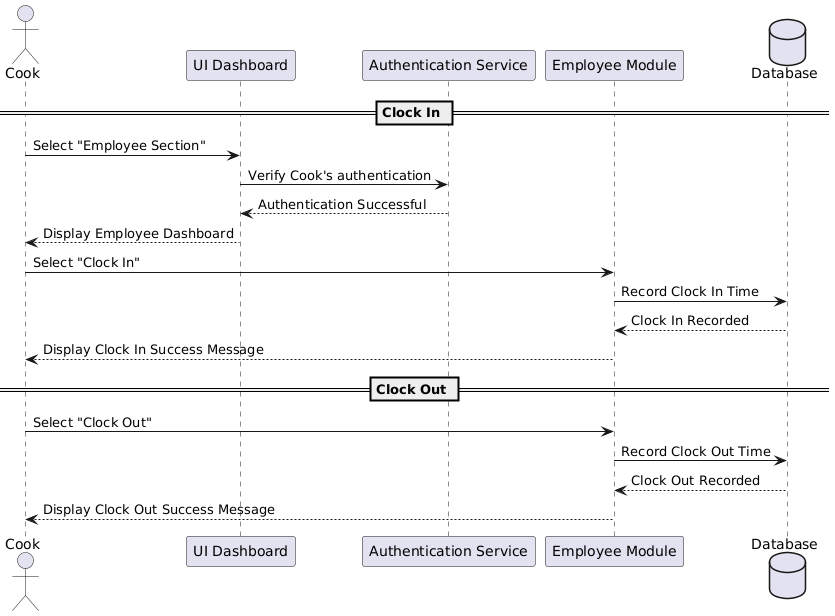 Cook
UI Dashboard
Authentication Service
Employee Module
Database
Clock In
Select "Employee Section"
Verify Cook's authentication
Authentication Successful
Display Employee Dashboard
Select "Clock In"
Record Clock In Time
Clock In Recorded
Display Clock In Success Message
Clock Out
Select "Clock Out"
Record Clock Out Time
Clock Out Recorded
Display Clock Out Success Message
Cook
UI Dashboard
Authentication Service
Employee Module
Database